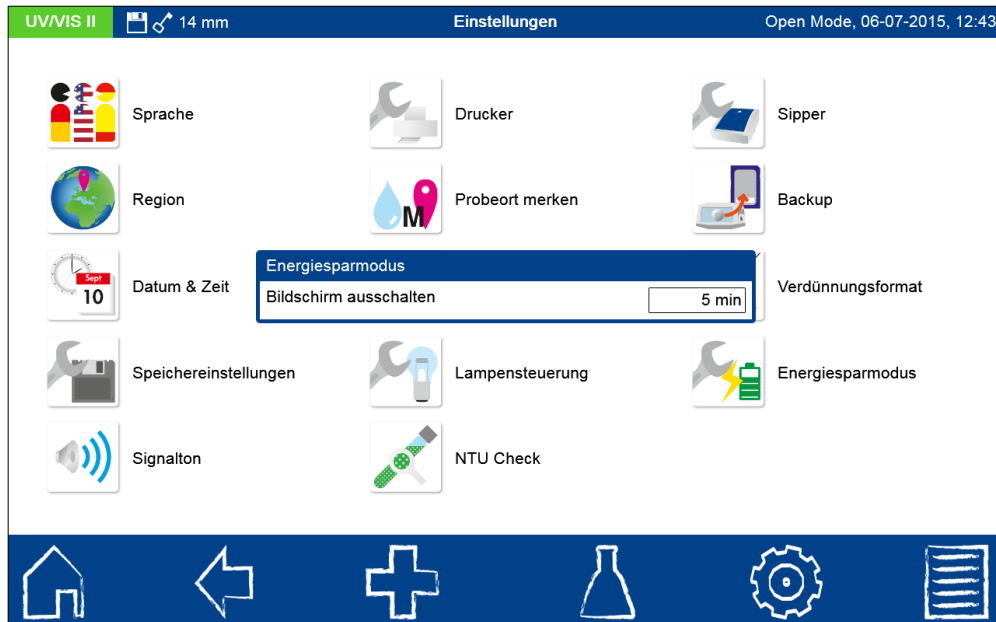 UV/VIS II 14 mm Einstellungen Open Mode, 06-07-2015, 12:43
Sprache Drucker Sipper
Region M Probeort merken Backup
Sept
10 Datum & Zeit Verdünnungsformat
Energiesparmodus
Bildschirm ausschalten 5 min
Speichereinstellungen Lampensteuerung Energiesparmodus
Signalton NTU Check